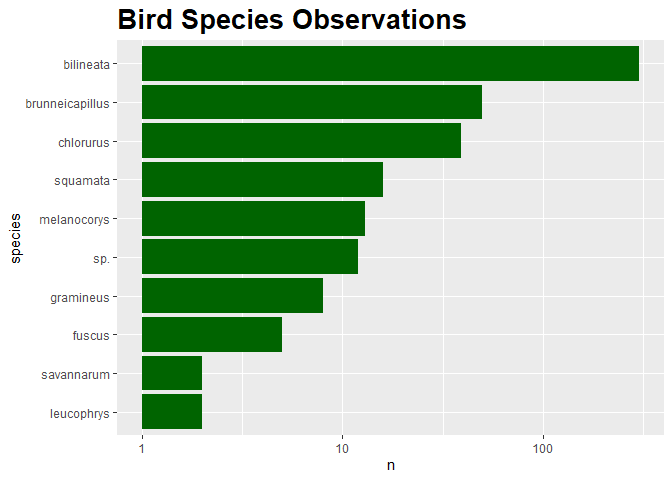 Bird Species Observations
bilineata
brunneicapillus
chlorurus
squamata
melanocorys
sp.
gramineus
fuscus
savannarum
leucophrys
species
1 10 100
n